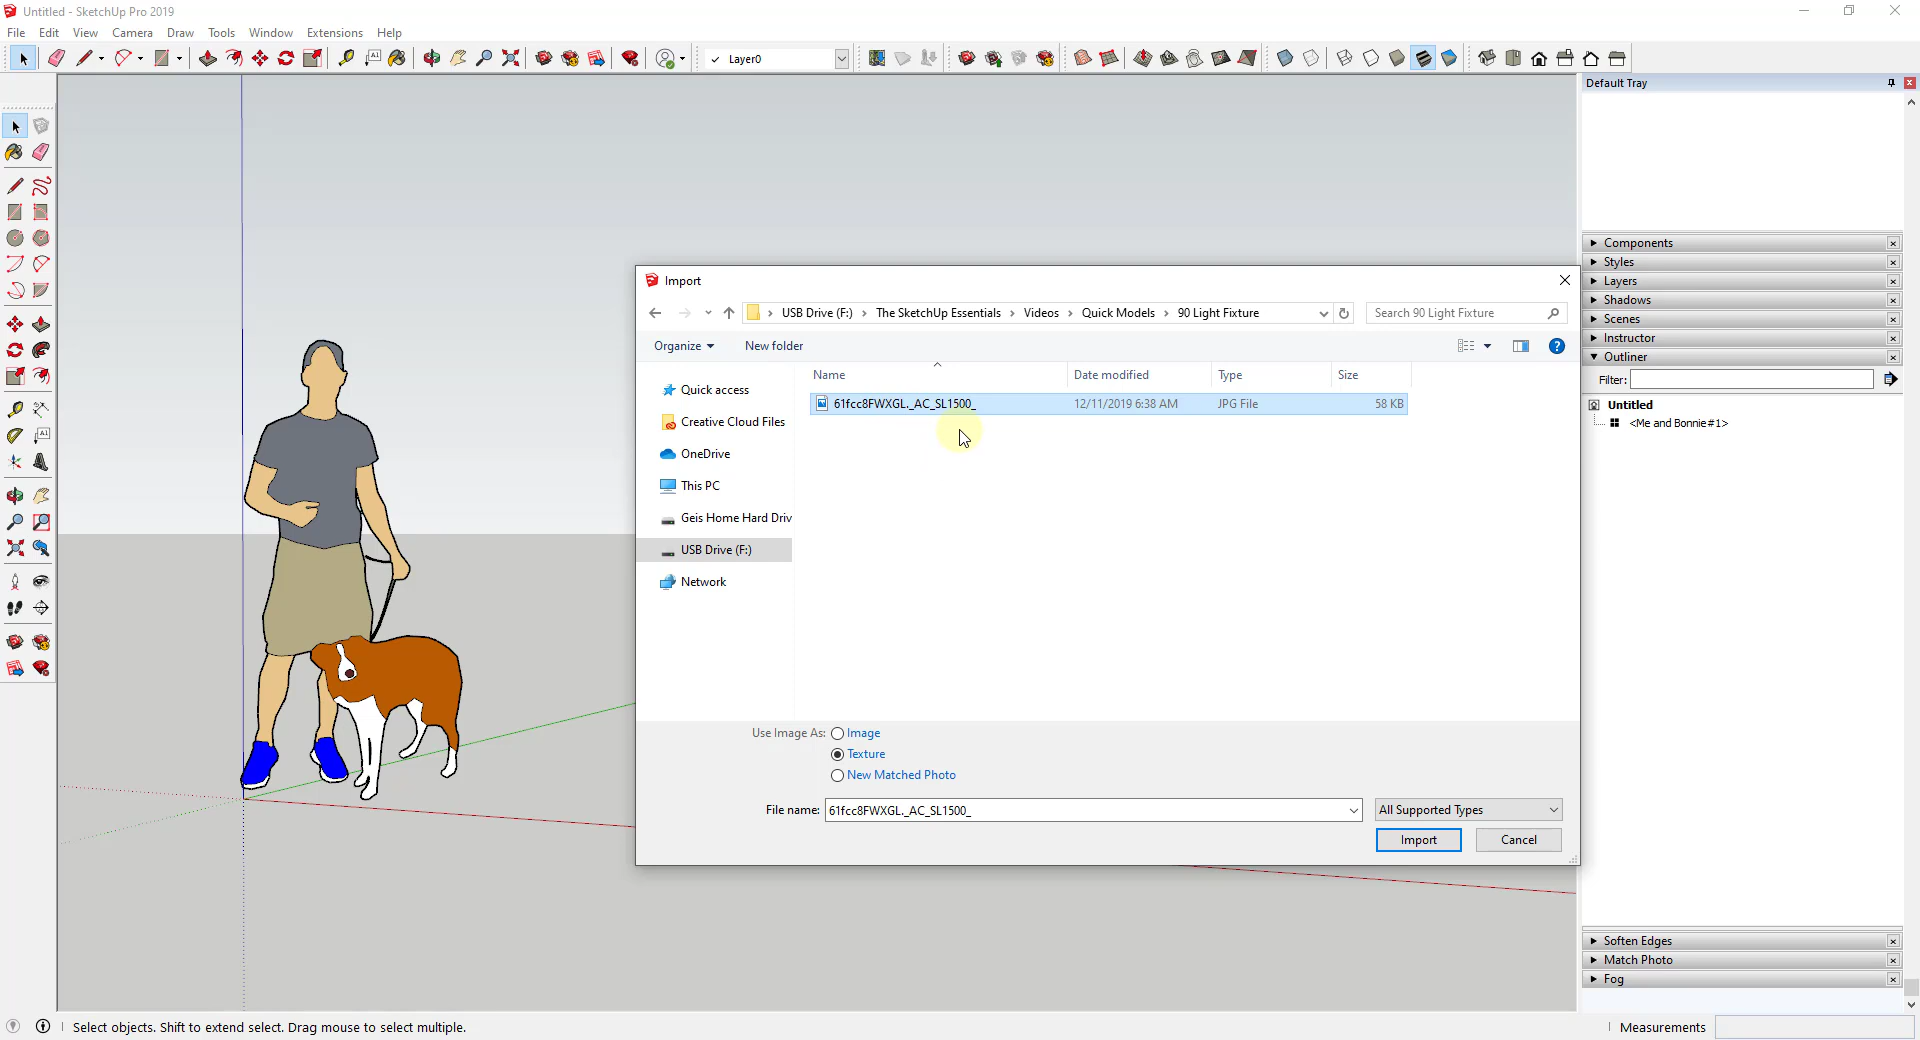 Untitled - SketchUp Pro 2019
File Edit View Camera Draw Tools Window Extensions Help
Layer0
Default Tray
Components
Styles
Layers
Shadows
Scenes
Instructor
Outliner
Filter:
Untitled
<Me and Bonnie#1>
Soften Edges
Match Photo
Fog
Import
USB Drive (F:) The SketchUp Essentials Videos Quick Models 90 Light Fixture
Search 90 Light Fixture
Organize New folder
Name Date modified Type Size
61fcc8FWXGL._AC_SL1500_ 12/11/2019 6:38 AM JPG File 58 KB
Quick access
Creative Cloud Files
OneDrive
This PC
Geis Home Hard Driv
USB Drive (F:)
Network
Use Image As: Image
Texture
New Matched Photo
File name: 61fcc8FWXGL._AC_SL1500_ All Supported Types
Import Cancel
Select objects. Shift to extend select. Drag mouse to select multiple.
Measurements